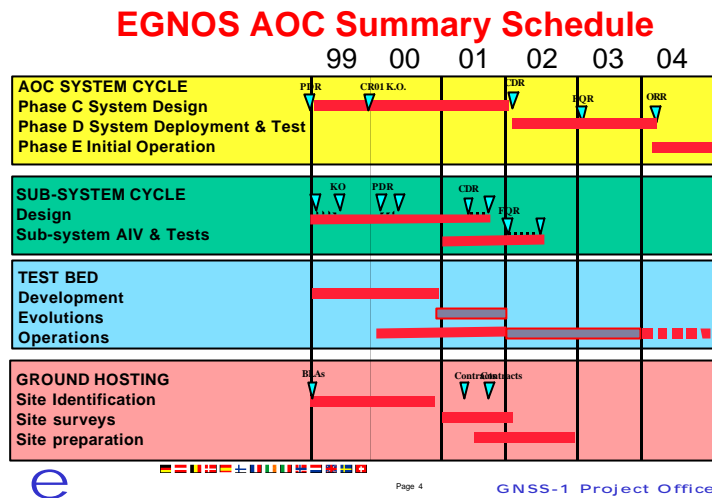 EGNOS AOC Summary Schedule
99 00 01 02 03 04
AOC SYSTEM CYCLE
PDR CR01 K.O. CDR
Phase C System Design
FQR ORR
Phase D System Deployment & Test
Phase E Initial Operation
SUB-SYSTEM CYCLE
KO PDR CDR
Design
FQR
Sub-system AIV & Tests
TEST BED
Development
Evolutions
Operations
GROUND HOSTING
Contracts Contracts
Site Identification
Site surveys
Site preparation
e
Page 4
GNSS-1 Project Office